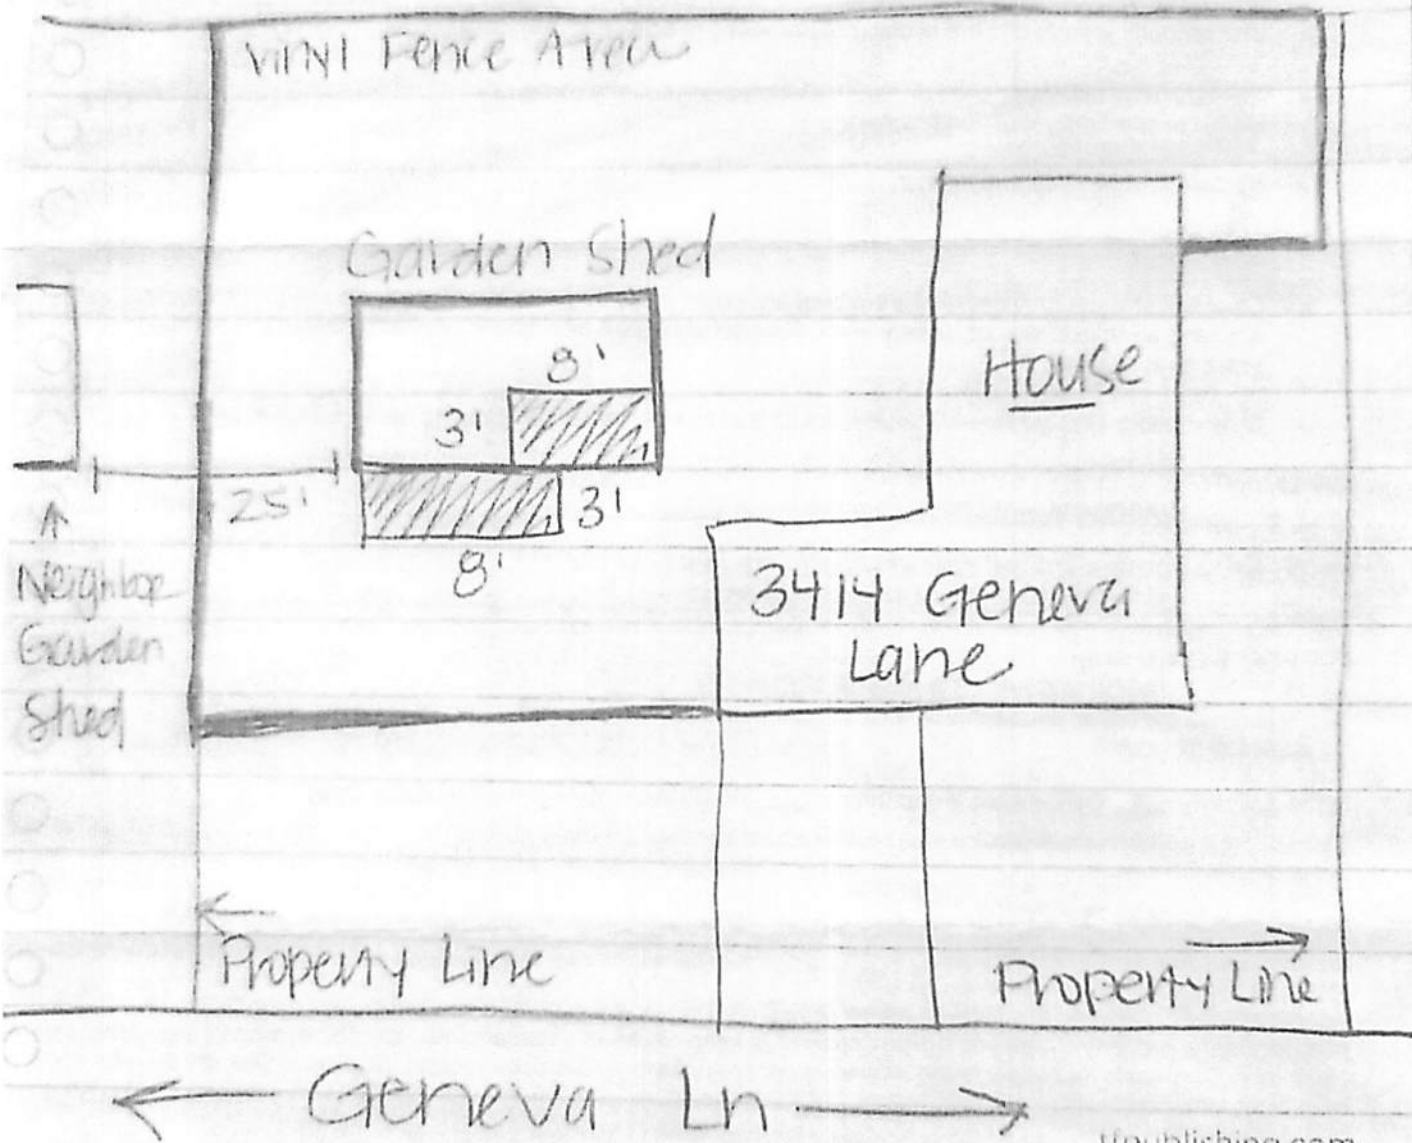 Vinyl Fence Area
Garden Shed
8'
3'
House
25'
3'
8'
Neighbor
Garden
Shed
3414 Geneva
Lane
Property Line
Property Line
Geneva Ln